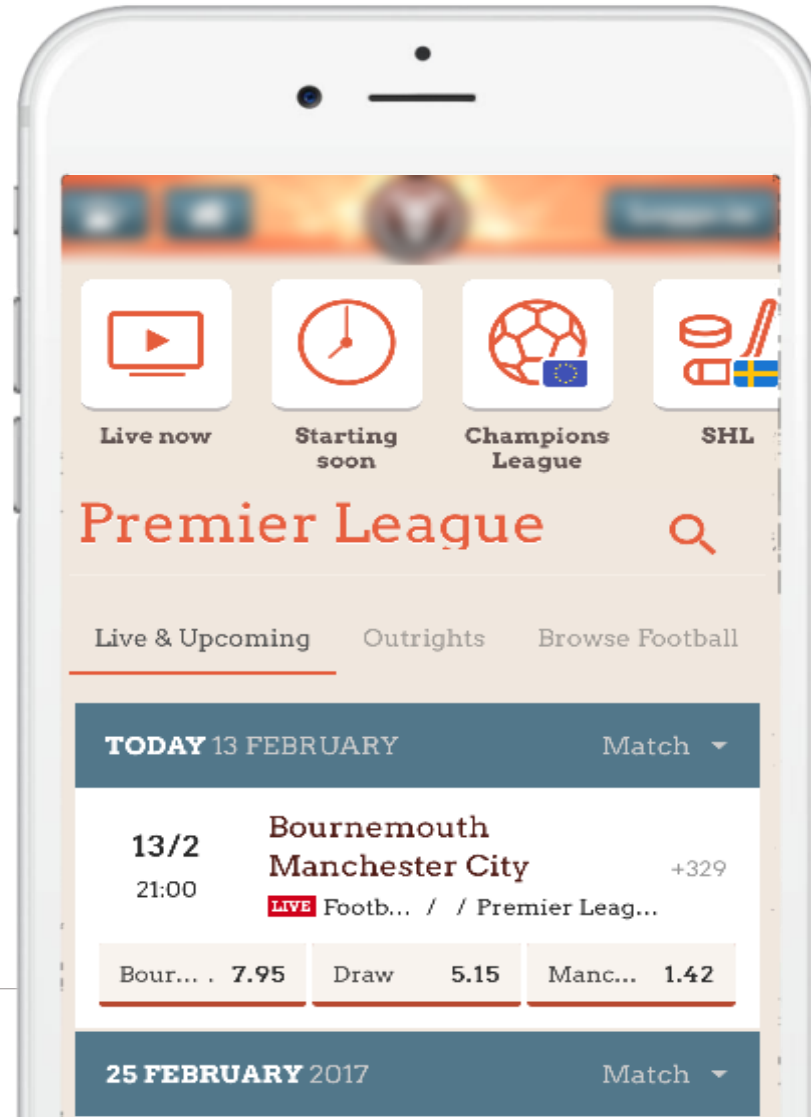 Live now
Starting
soon
Champions
League
SHL
Premier League
Live & Upcoming
Outrights
Browse Football
TODAY 13 FEBRUARY
Match
13/2
21:00
Bournemouth
Manchester City
+329
LIVE Footb... / / Premier Leag...
Bour... . 7.95
Draw 5.15
Manc... 1.42
25 FEBRUARY 2017
Match